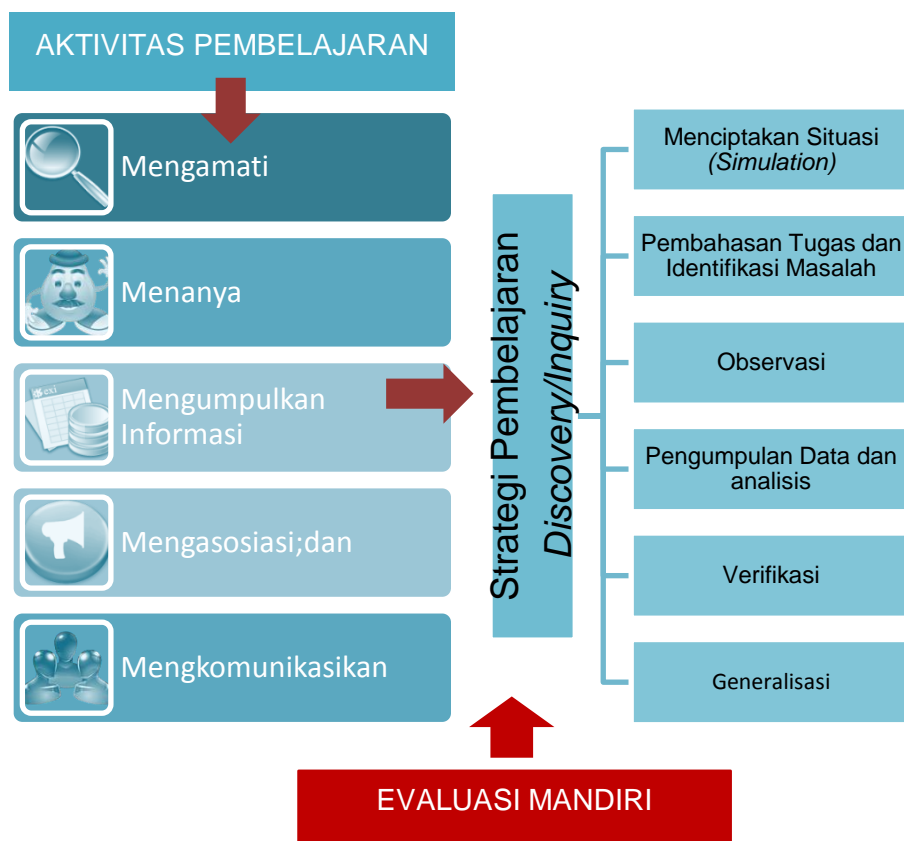 AKTIVITAS PEMBELAJARAN
Mengamati
Menanya
Mengumpulkan
Informasi
Mengasosiasi;dan
Mengkomunikasikan
Strategi Pembelajaran
Discovery/Inquiry
Menciptakan Situasi
(Simulation)
Pembahasan Tugas dan
Identifikasi Masalah
Observasi
Pengumpulan Data dan
analisis
Verifikasi
Generalisasi
EVALUASI MANDIRI